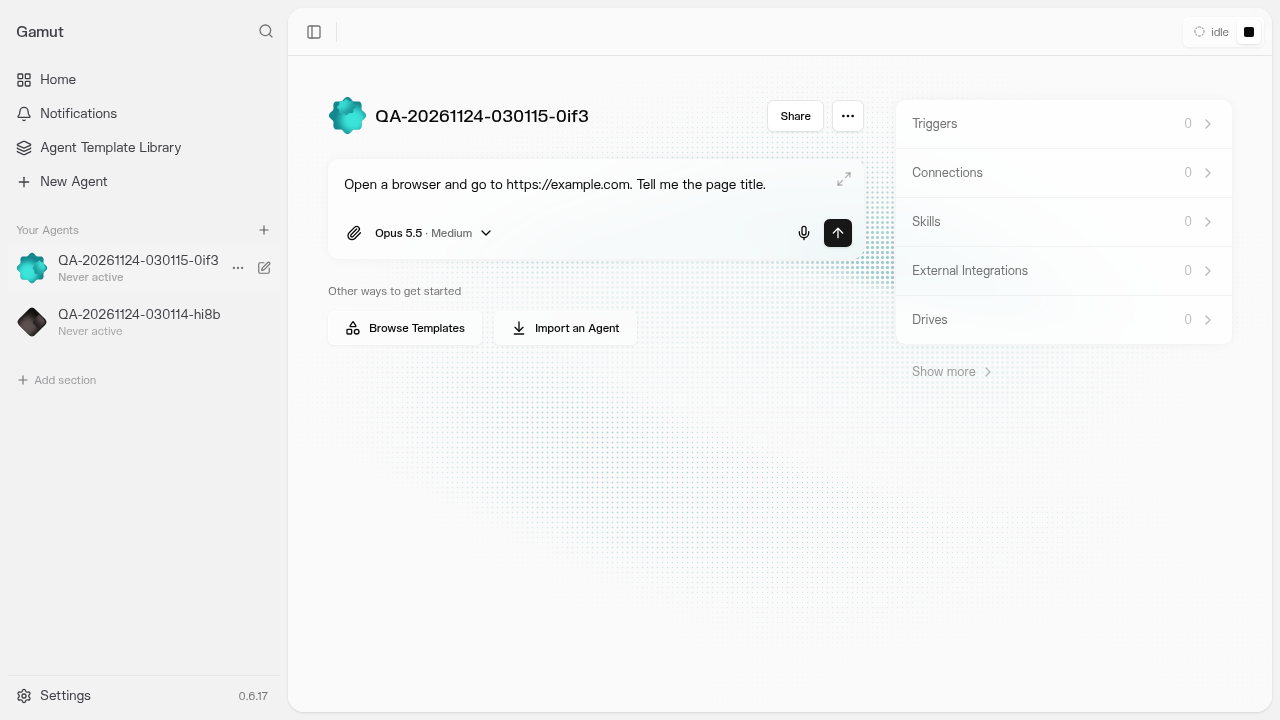 Gamut
Home
Notifications
Agent Template Library
New Agent
Your Agents
QA-20261124-030115-0if3
Never active
QA-20261124-030114-hi8b
Never active
Add section
Settings
0.6.17
idle
QA-20261124-030115-0if3
Share
Open a browser and go to https://example.com. Tell me the page title.
Opus 5.5 · Medium
Other ways to get started
Browse Templates
Import an Agent
Triggers 0
Connections 0
Skills 0
External Integrations 0
Drives 0
Show more